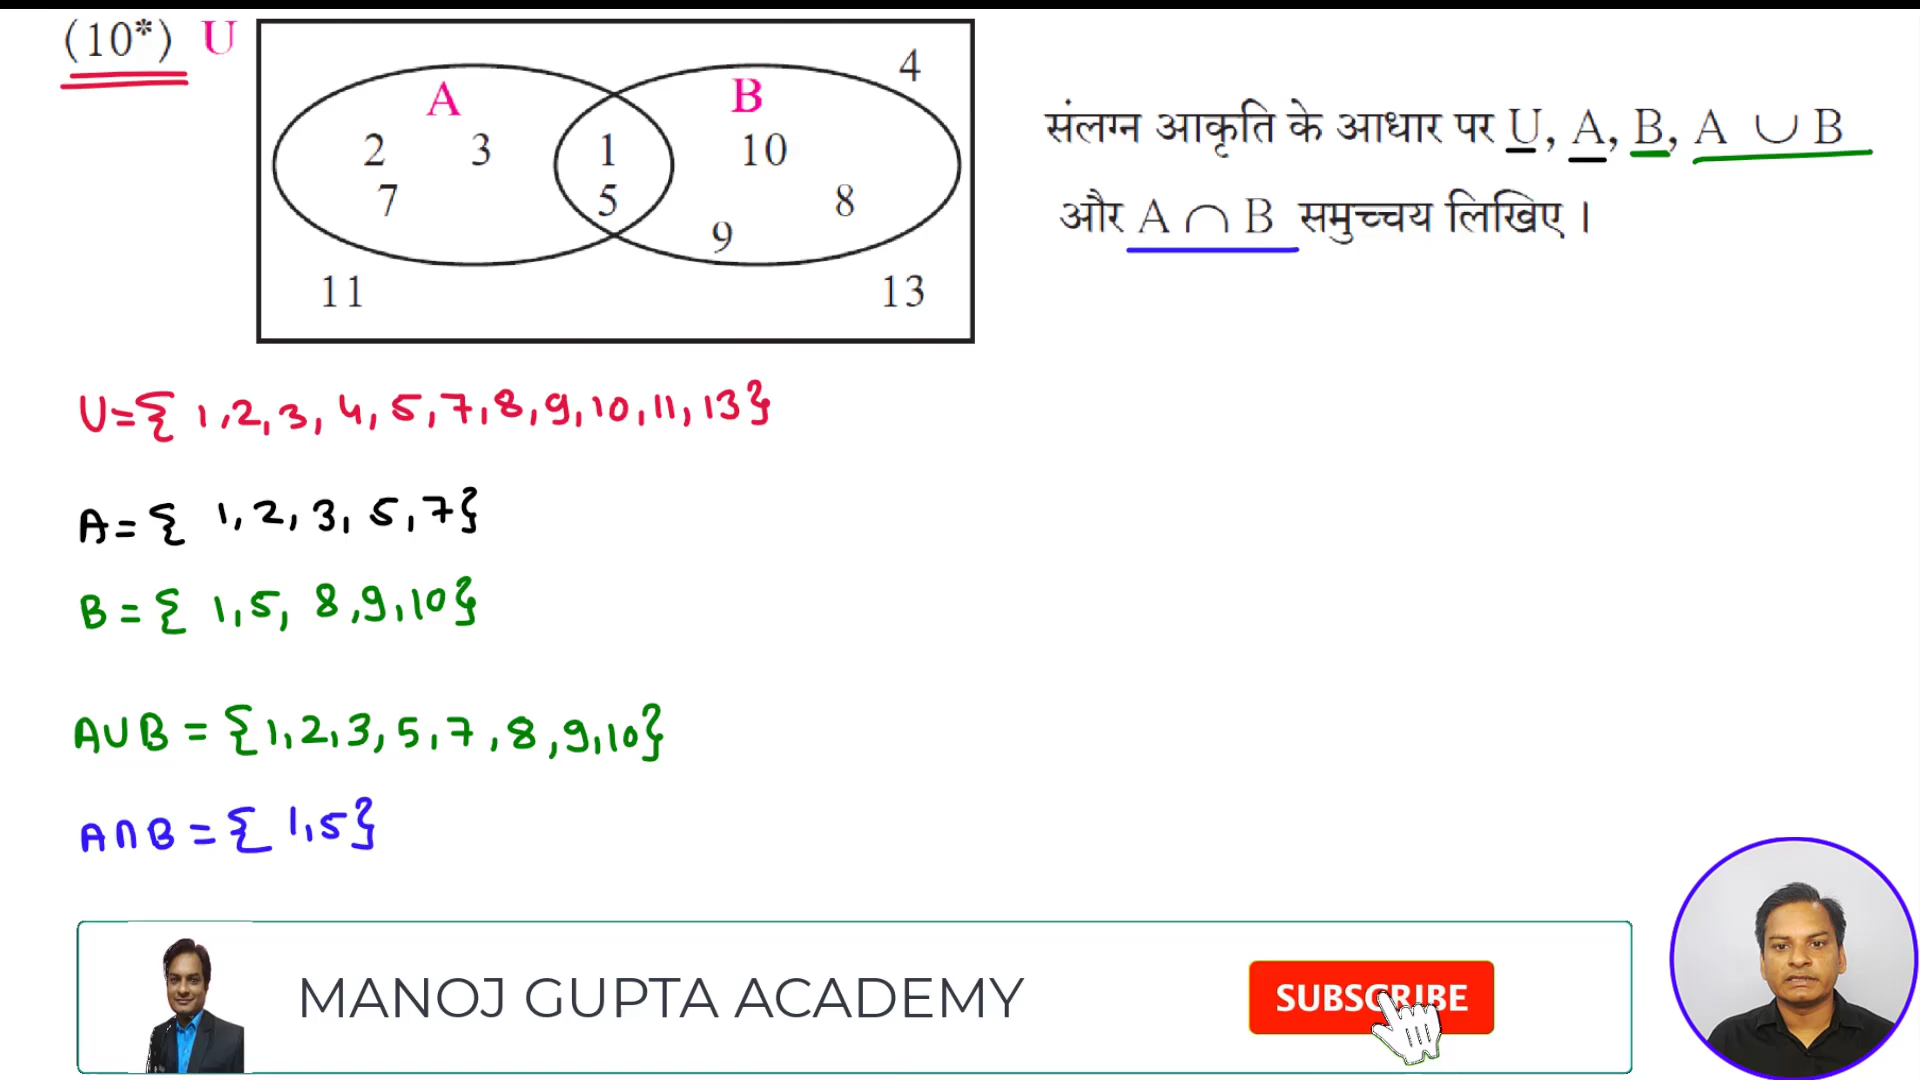 (10*) U
A B 4
2 3 1 10
7 5 8
9
11 13
संलग्न आकृति के आधार पर U, A, B, A ∪ B
और A ∩ B समुच्चय लिखिए ।
U={ 1,2,3, 4,5,7,8,9,10,11,13}
A={ 1,2,3,5,7}
B={ 1,5, 8,9,10}
A∪B={1,2,3,5,7,8,9,10}
A∩B={ 1,5}
MANOJ GUPTA ACADEMY
SUBSCRIBE